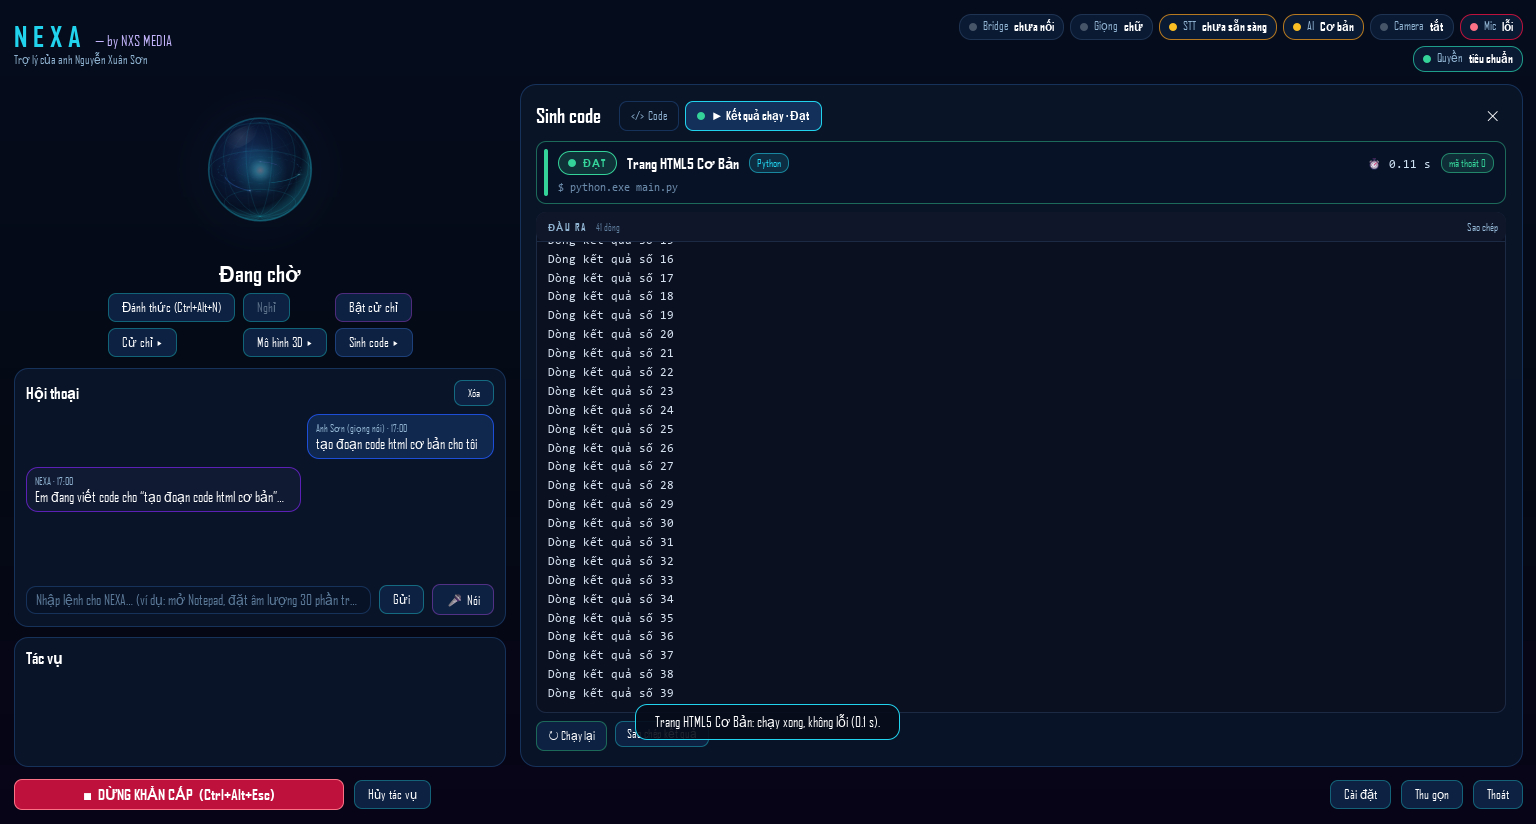 NEXA — by NXS MEDIA
Trợ lý của anh Nguyễn Xuân Sơn
Bridge chưa nối
Giọng chữ
STT chưa sẵn sàng
AI Cơ bản
Camera tắt
Mic lỗi
Quyền tiêu chuẩn
Đang chờ
Đánh thức (Ctrl+Alt+N)
Nghỉ
Bật cử chỉ
Cử chỉ ▸
Mô hình 3D ▸
Sinh code ▸
Hội thoại
Xóa
Anh Sơn (giọng nói) · 17:00
tạo đoạn code html cơ bản cho tôi
NEXA · 17:00
Em đang viết code cho "tạo đoạn code html cơ bản"...
Nhập lệnh cho NEXA... (ví dụ: mở Notepad, đặt âm lượng 30 phần tr...
Gửi
Nói
Tác vụ
Sinh code
</> Code
▶ Kết quả chạy · Đạt
ĐẠT Trang HTML5 Cơ Bản Python
0.11 s
mã thoát 0
$ python.exe main.py
ĐẦU RA 41 dòng
Sao chép
Dòng kết quả số 15
Dòng kết quả số 16
Dòng kết quả số 17
Dòng kết quả số 18
Dòng kết quả số 19
Dòng kết quả số 20
Dòng kết quả số 21
Dòng kết quả số 22
Dòng kết quả số 23
Dòng kết quả số 24
Dòng kết quả số 25
Dòng kết quả số 26
Dòng kết quả số 27
Dòng kết quả số 28
Dòng kết quả số 29
Dòng kết quả số 30
Dòng kết quả số 31
Dòng kết quả số 32
Dòng kết quả số 33
Dòng kết quả số 34
Dòng kết quả số 35
Dòng kết quả số 36
Dòng kết quả số 37
Dòng kết quả số 38
Dòng kết quả số 39
Trang HTML5 Cơ Bản: chạy xong, không lỗi (0.1 s).
Chạy lại
■ DỪNG KHẨN CẤP (Ctrl+Alt+Esc)
Hủy tác vụ
Cài đặt
Thu gọn
Thoát